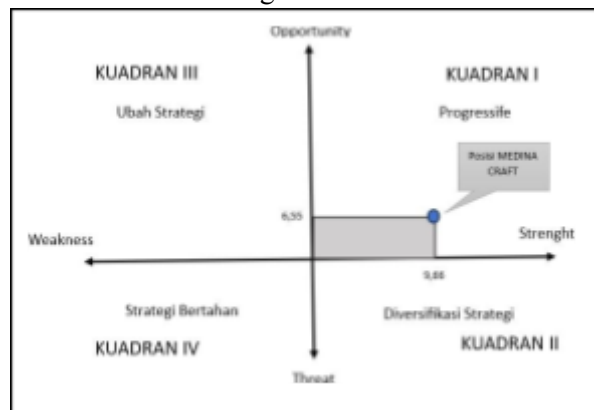 Opportunity
KUADRAN III
KUADRAN I
Ubah Strategi
Progressife
Posisi MEDINA
CRAFT
6,55
Weakness
Strenght
9,88
Strategi Bertahan
Diversifikasi Strategi
KUADRAN IV
KUADRAN II
Threat